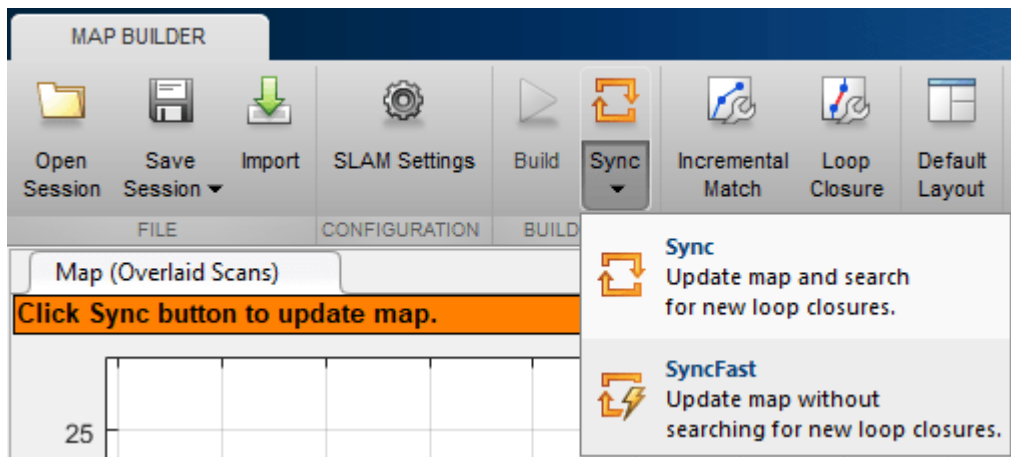 MAP BUILDER
Open Session
Save Session
Import
SLAM Settings
Build
Sync
Incremental Match
Loop Closure
Default Layout
FILE
CONFIGURATION
BUILD
Map (Overlaid Scans)
Click Sync button to update map.
25
Sync
Update map and search
for new loop closures.
SyncFast
Update map without
searching for new loop closures.